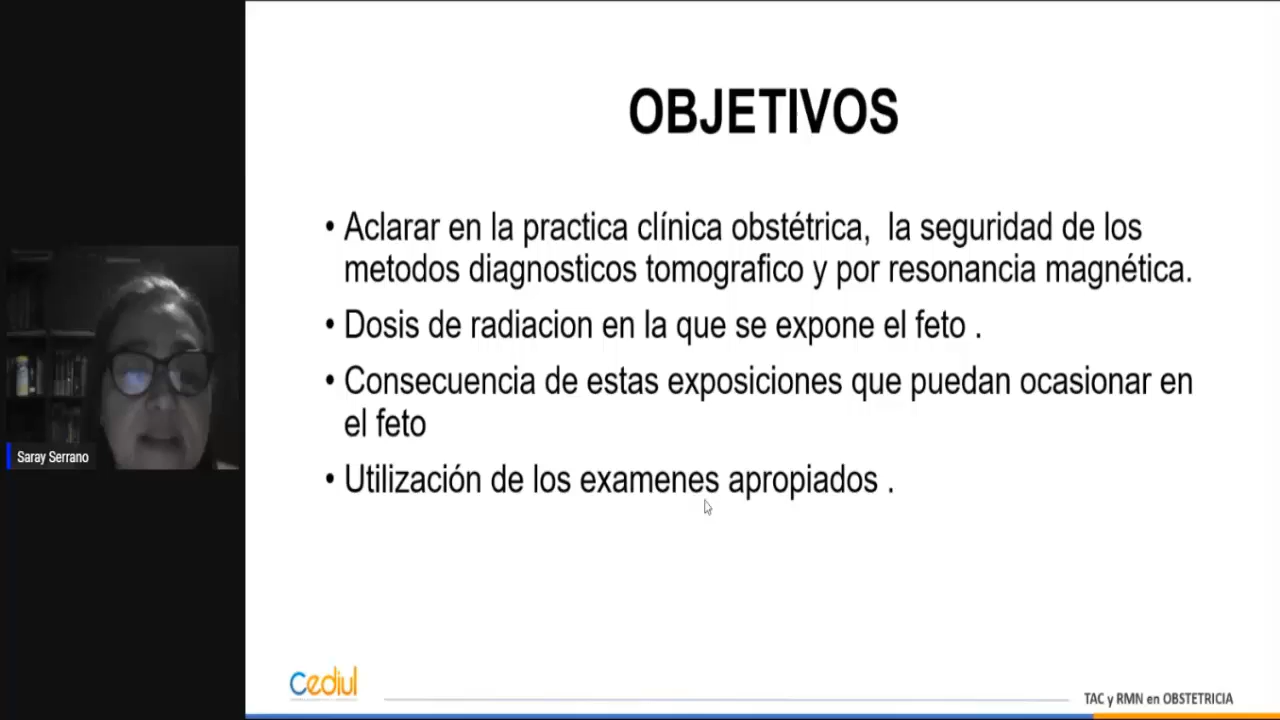 OBJETIVOS
• Aclarar en la practica clínica obstétrica,  la seguridad de los
metodos diagnosticos tomografico y por resonancia magnética.
• Dosis de radiacion en la que se expone el feto .
• Consecuencia de estas exposiciones que puedan ocasionar en
el feto
• Utilización de los examenes apropiados .
Saray Serrano
cediul
TAC y RMN en OBSTETRICIA